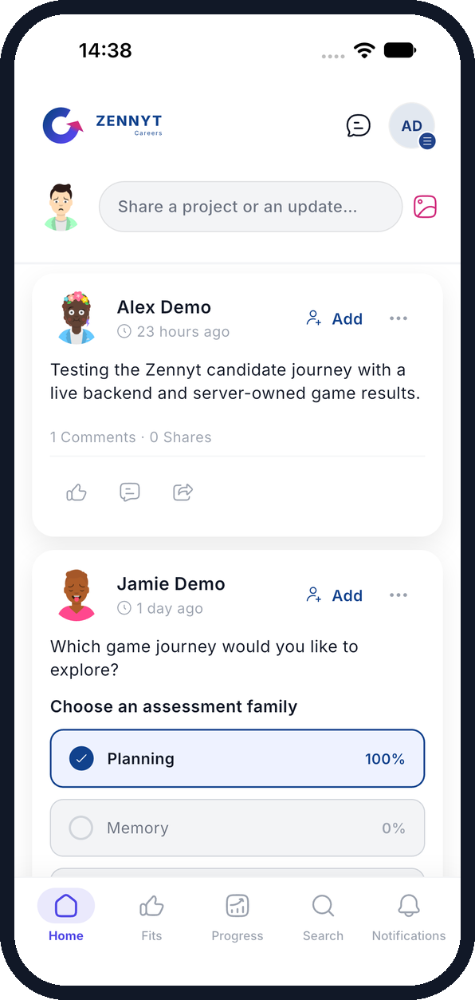 14:38
ZENNYT
Careers
AD
Share a project or an update...
Alex Demo
23 hours ago
Add
Testing the Zennyt candidate journey with a
live backend and server-owned game results.
1 Comments · 0 Shares
Jamie Demo
1 day ago
Add
Which game journey would you like to
explore?
Choose an assessment family
Planning 100%
Memory 0%
Home Fits Progress Search Notifications